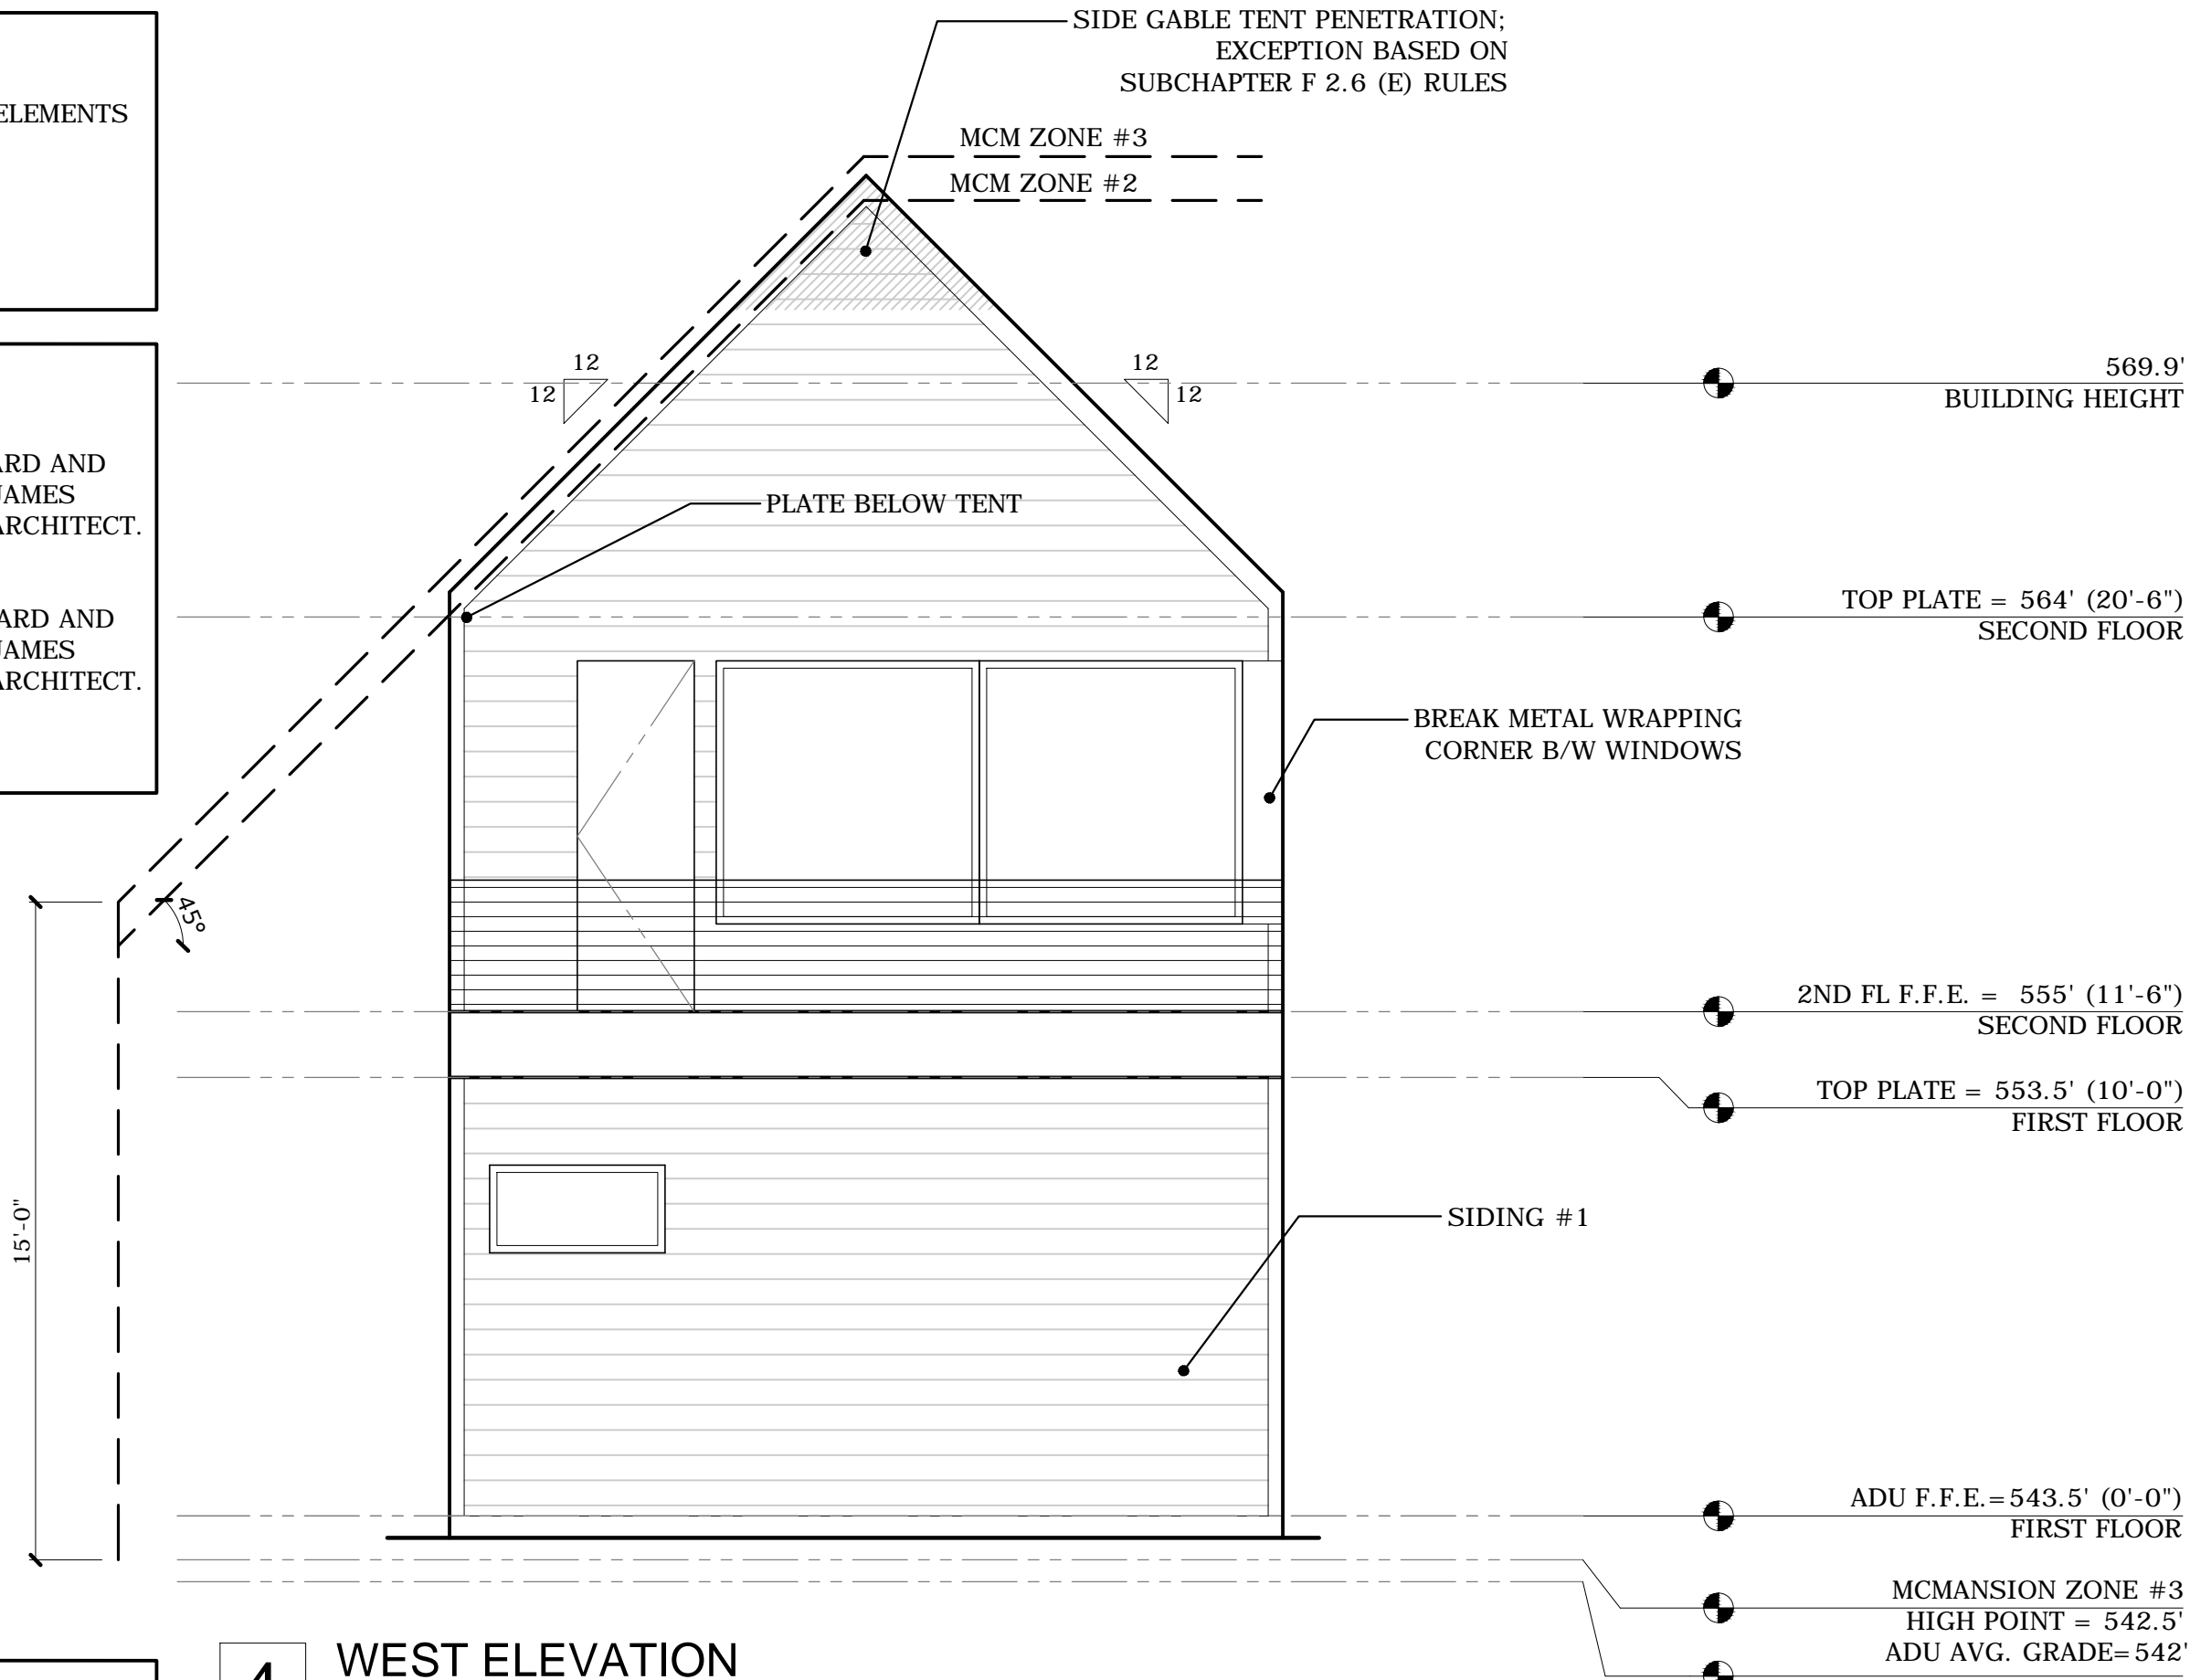 ELEMENTS
ARD AND
JAMES
ARCHITECT.
ARD AND
JAMES
ARCHITECT.
SIDE GABLE TENT PENETRATION;
EXCEPTION BASED ON
SUBCHAPTER F 2.6 (E) RULES
MCM ZONE #3
MCM ZONE #2
12
12
12
12
569.9'
BUILDING HEIGHT
PLATE BELOW TENT
TOP PLATE = 564' (20'-6")
SECOND FLOOR
BREAK METAL WRAPPING
CORNER B/W WINDOWS
45°
2ND FL F.F.E. = 555' (11'-6")
SECOND FLOOR
TOP PLATE = 553.5' (10'-0")
FIRST FLOOR
15'-0"
SIDING #1
ADU F.F.E.=543.5' (0'-0")
FIRST FLOOR
MCMANSION ZONE #3
HIGH POINT = 542.5'
ADU AVG. GRADE=542'
4
WEST ELEVATION